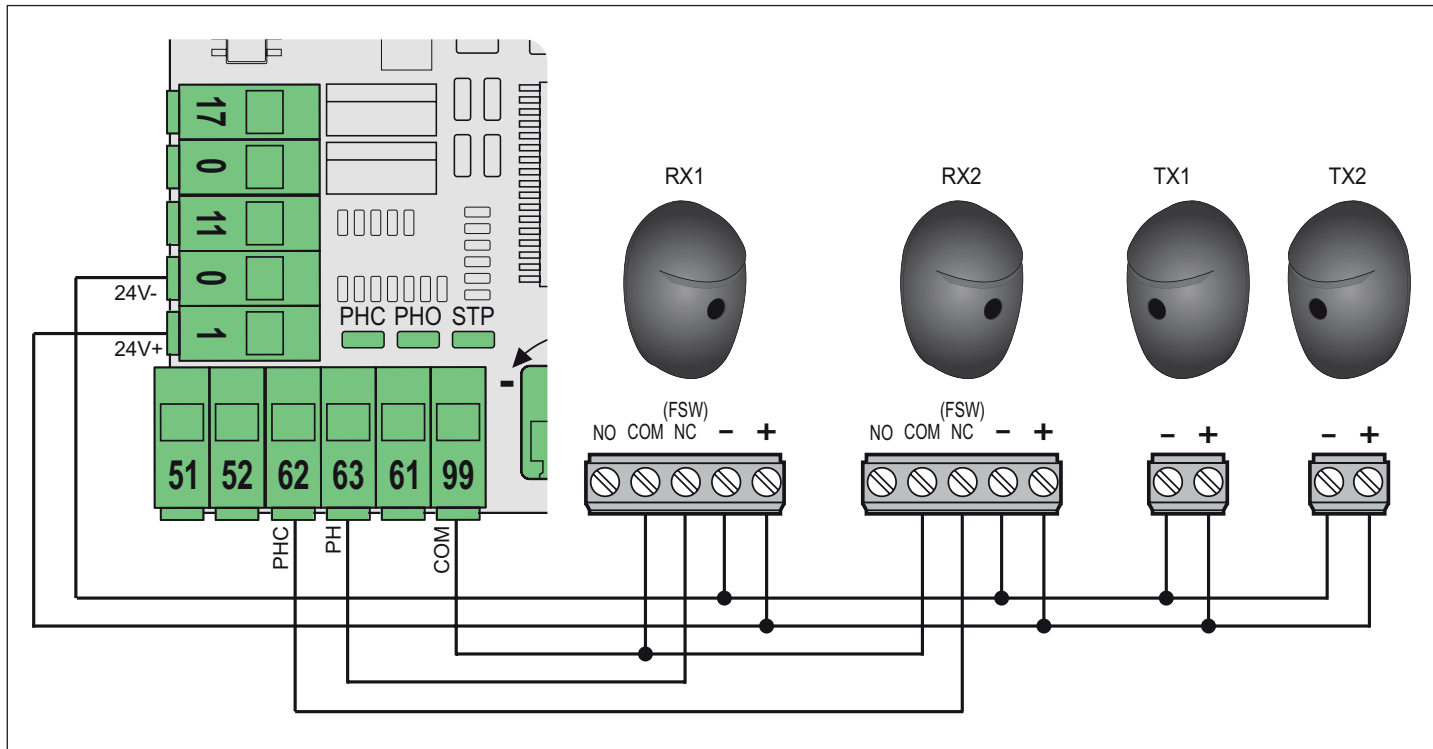 17
0
11
0
1
24V-
24V+
PHC PHO STP
-
51 52 62 63 61 99
PHC
PH
COM
RX1
RX2
TX1
TX2
(FSW)
NO COM NC - +
(FSW)
NO COM NC - +
- +
- +